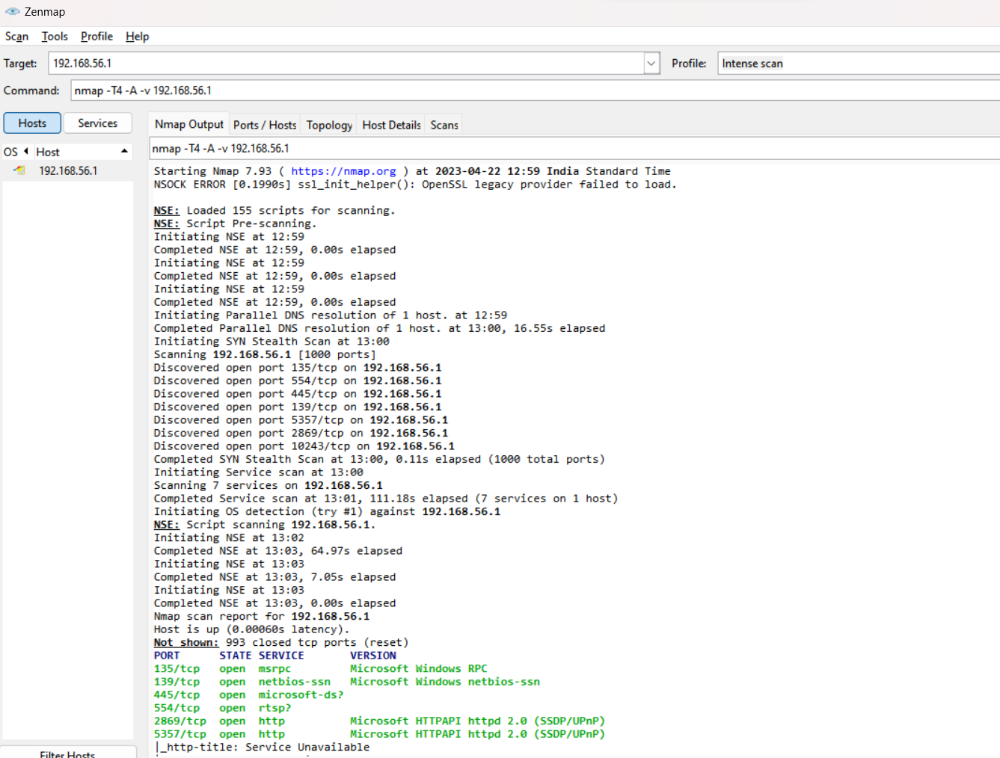 Zenmap
Scan Tools Profile Help
Target: 192.168.56.1 Profile: Intense scan
Command: nmap -T4 -A -v 192.168.56.1
Hosts Services
Nmap Output Ports / Hosts Topology Host Details Scans
OS Host
192.168.56.1
nmap -T4 -A -v 192.168.56.1
Starting Nmap 7.93 ( https://nmap.org ) at 2023-04-22 12:59 India Standard Time
NSOCK ERROR [0.1990s] ssl_init_helper(): OpenSSL legacy provider failed to load.
NSE: Loaded 155 scripts for scanning.
NSE: Script Pre-scanning.
Initiating NSE at 12:59
Completed NSE at 12:59, 0.00s elapsed
Initiating NSE at 12:59
Completed NSE at 12:59, 0.00s elapsed
Initiating NSE at 12:59
Completed NSE at 12:59, 0.00s elapsed
Initiating Parallel DNS resolution of 1 host. at 12:59
Completed Parallel DNS resolution of 1 host. at 13:00, 16.55s elapsed
Initiating SYN Stealth Scan at 13:00
Scanning 192.168.56.1 [1000 ports]
Discovered open port 135/tcp on 192.168.56.1
Discovered open port 554/tcp on 192.168.56.1
Discovered open port 445/tcp on 192.168.56.1
Discovered open port 139/tcp on 192.168.56.1
Discovered open port 5357/tcp on 192.168.56.1
Discovered open port 2869/tcp on 192.168.56.1
Discovered open port 10243/tcp on 192.168.56.1
Completed SYN Stealth Scan at 13:00, 0.11s elapsed (1000 total ports)
Initiating Service scan at 13:00
Scanning 7 services on 192.168.56.1
Completed Service scan at 13:01, 111.18s elapsed (7 services on 1 host)
Initiating OS detection (try #1) against 192.168.56.1
NSE: Script scanning 192.168.56.1.
Initiating NSE at 13:02
Completed NSE at 13:03, 64.97s elapsed
Initiating NSE at 13:03
Completed NSE at 13:03, 7.05s elapsed
Initiating NSE at 13:03
Completed NSE at 13:03, 0.00s elapsed
Nmap scan report for 192.168.56.1
Host is up (0.00060s latency).
Not shown: 993 closed tcp ports (reset)
PORT STATE SERVICE VERSION
135/tcp open msrpc Microsoft Windows RPC
139/tcp open netbios-ssn Microsoft Windows netbios-ssn
445/tcp open microsoft-ds?
554/tcp open rtsp?
2869/tcp open http Microsoft HTTPAPI httpd 2.0 (SSDP/UPnP)
5357/tcp open http Microsoft HTTPAPI httpd 2.0 (SSDP/UPnP)
|_http-title: Service Unavailable
Filter Hosts